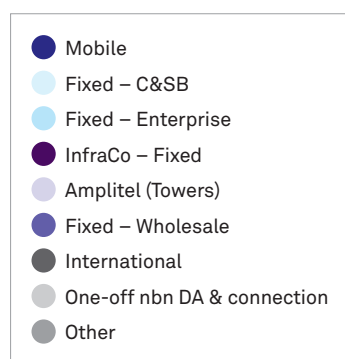 Mobile
Fixed – C&SB
Fixed – Enterprise
InfraCo – Fixed
Amplitel (Towers)
Fixed – Wholesale
International
One-off nbn DA & connection
Other